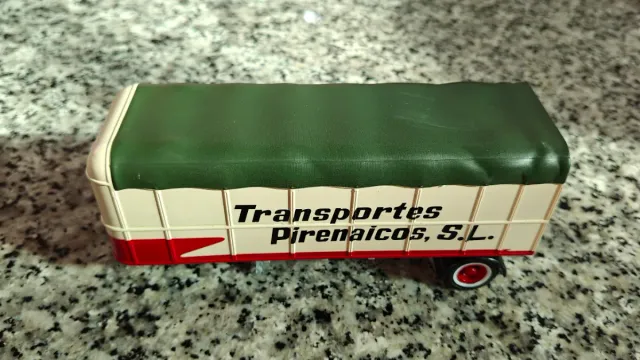 Transportes
Pirenaicos, S.L.